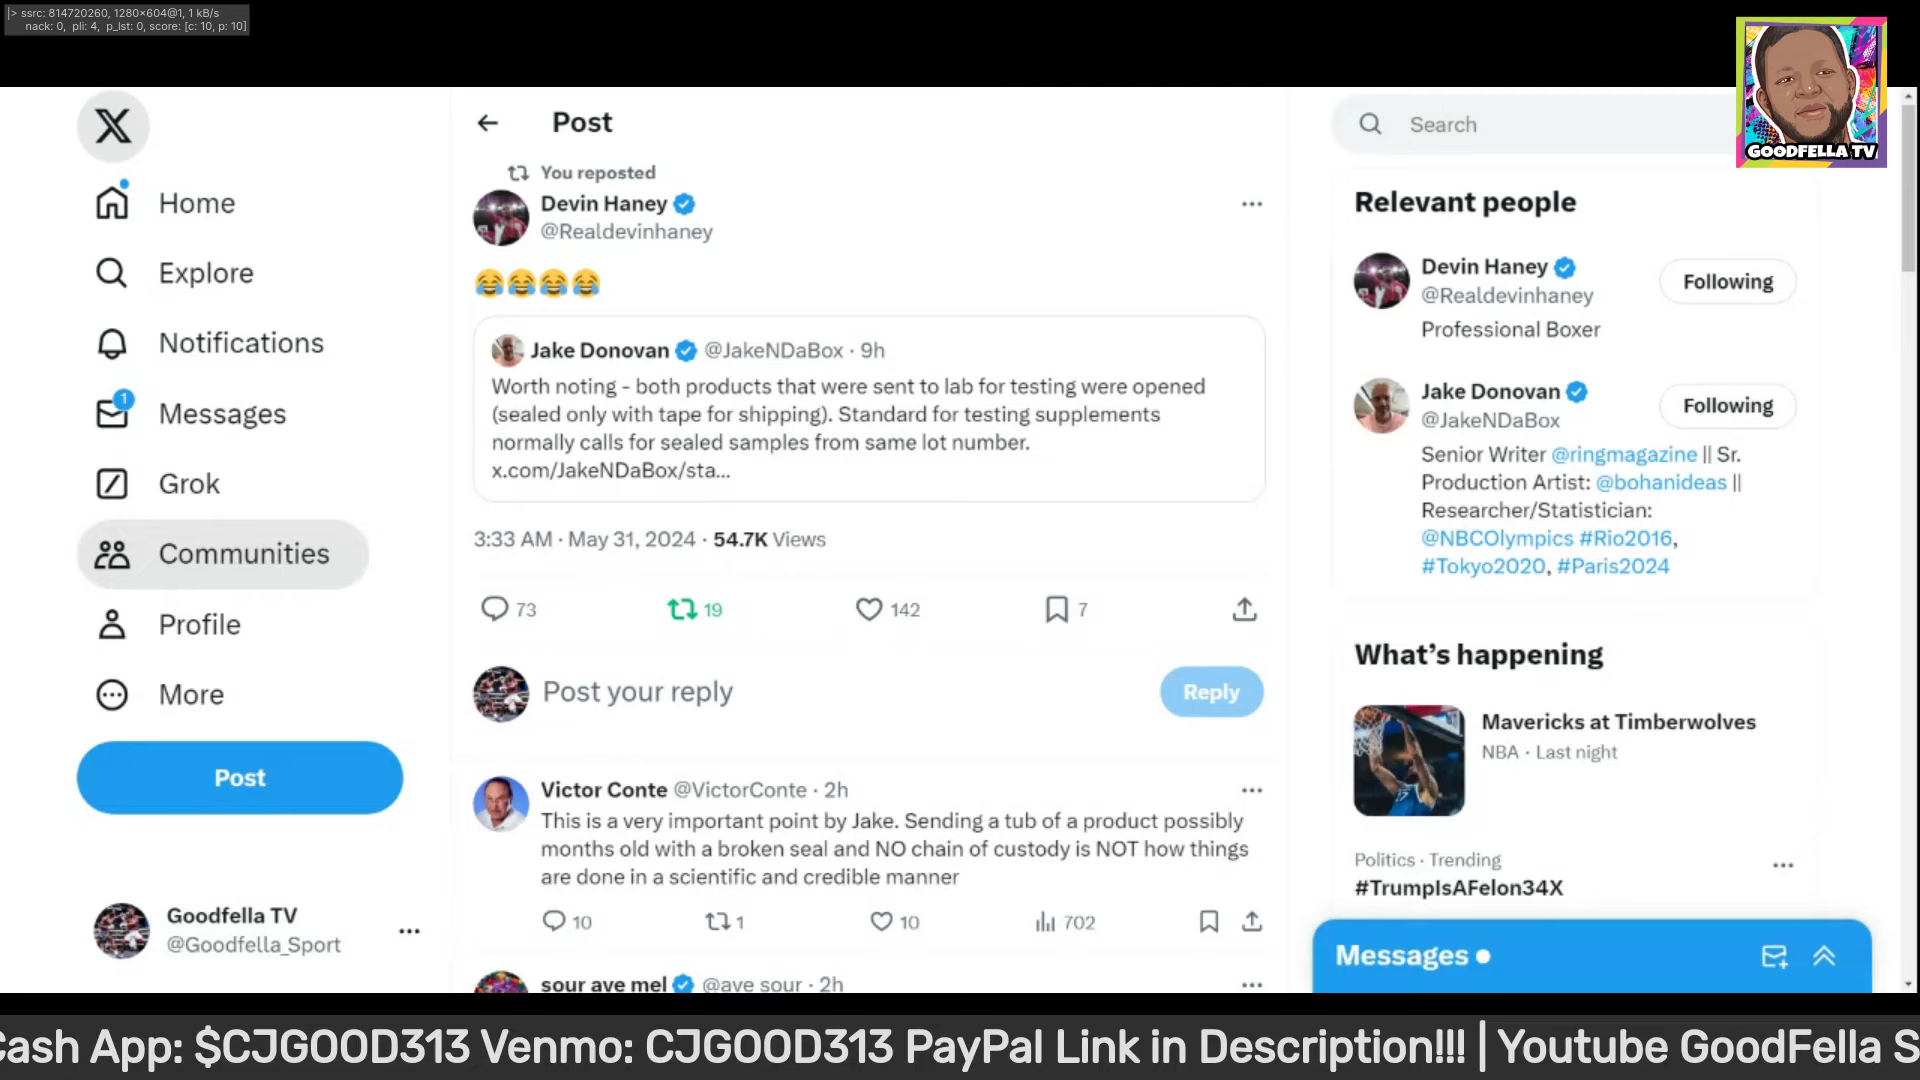 |> ssrc: 814720260, 1280×604@1, 1 kB/s
nack: 0, pli: 4, p_lst: 0, score: [c: 10, p: 10]
GOODFELLA TV
X
Home
Explore
Notifications
1
Messages
Grok
Communities
Profile
More
Post
Goodfella TV
@Goodfella_Sport
Post
You reposted
Devin Haney
@Realdevinhaney
😂😂😂😂
Jake Donovan @JakeNDaBox · 9h
Worth noting - both products that were sent to lab for testing were opened
(sealed only with tape for shipping). Standard for testing supplements
normally calls for sealed samples from same lot number.
x.com/JakeNDaBox/sta...
3:33 AM · May 31, 2024 · 54.7K Views
73 19 142 7
Post your reply
Reply
Victor Conte @VictorConte · 2h
This is a very important point by Jake. Sending a tub of a product possibly
months old with a broken seal and NO chain of custody is NOT how things
are done in a scientific and credible manner
10 1 10 702
sour ave mel @ave sour · 2h
Search
Relevant people
Devin Haney
@Realdevinhaney
Following
Professional Boxer
Jake Donovan
@JakeNDaBox
Following
Senior Writer @ringmagazine || Sr.
Production Artist: @bohanideas ||
Researcher/Statistician:
@NBCOlympics #Rio2016,
#Tokyo2020, #Paris2024
What's happening
Mavericks at Timberwolves
NBA · Last night
Politics · Trending
#TrumpIsAFelon34X
Messages
Cash App: $CJGOOD313 Venmo: CJGOOD313 PayPal Link in Description!!! | Youtube GoodFella S